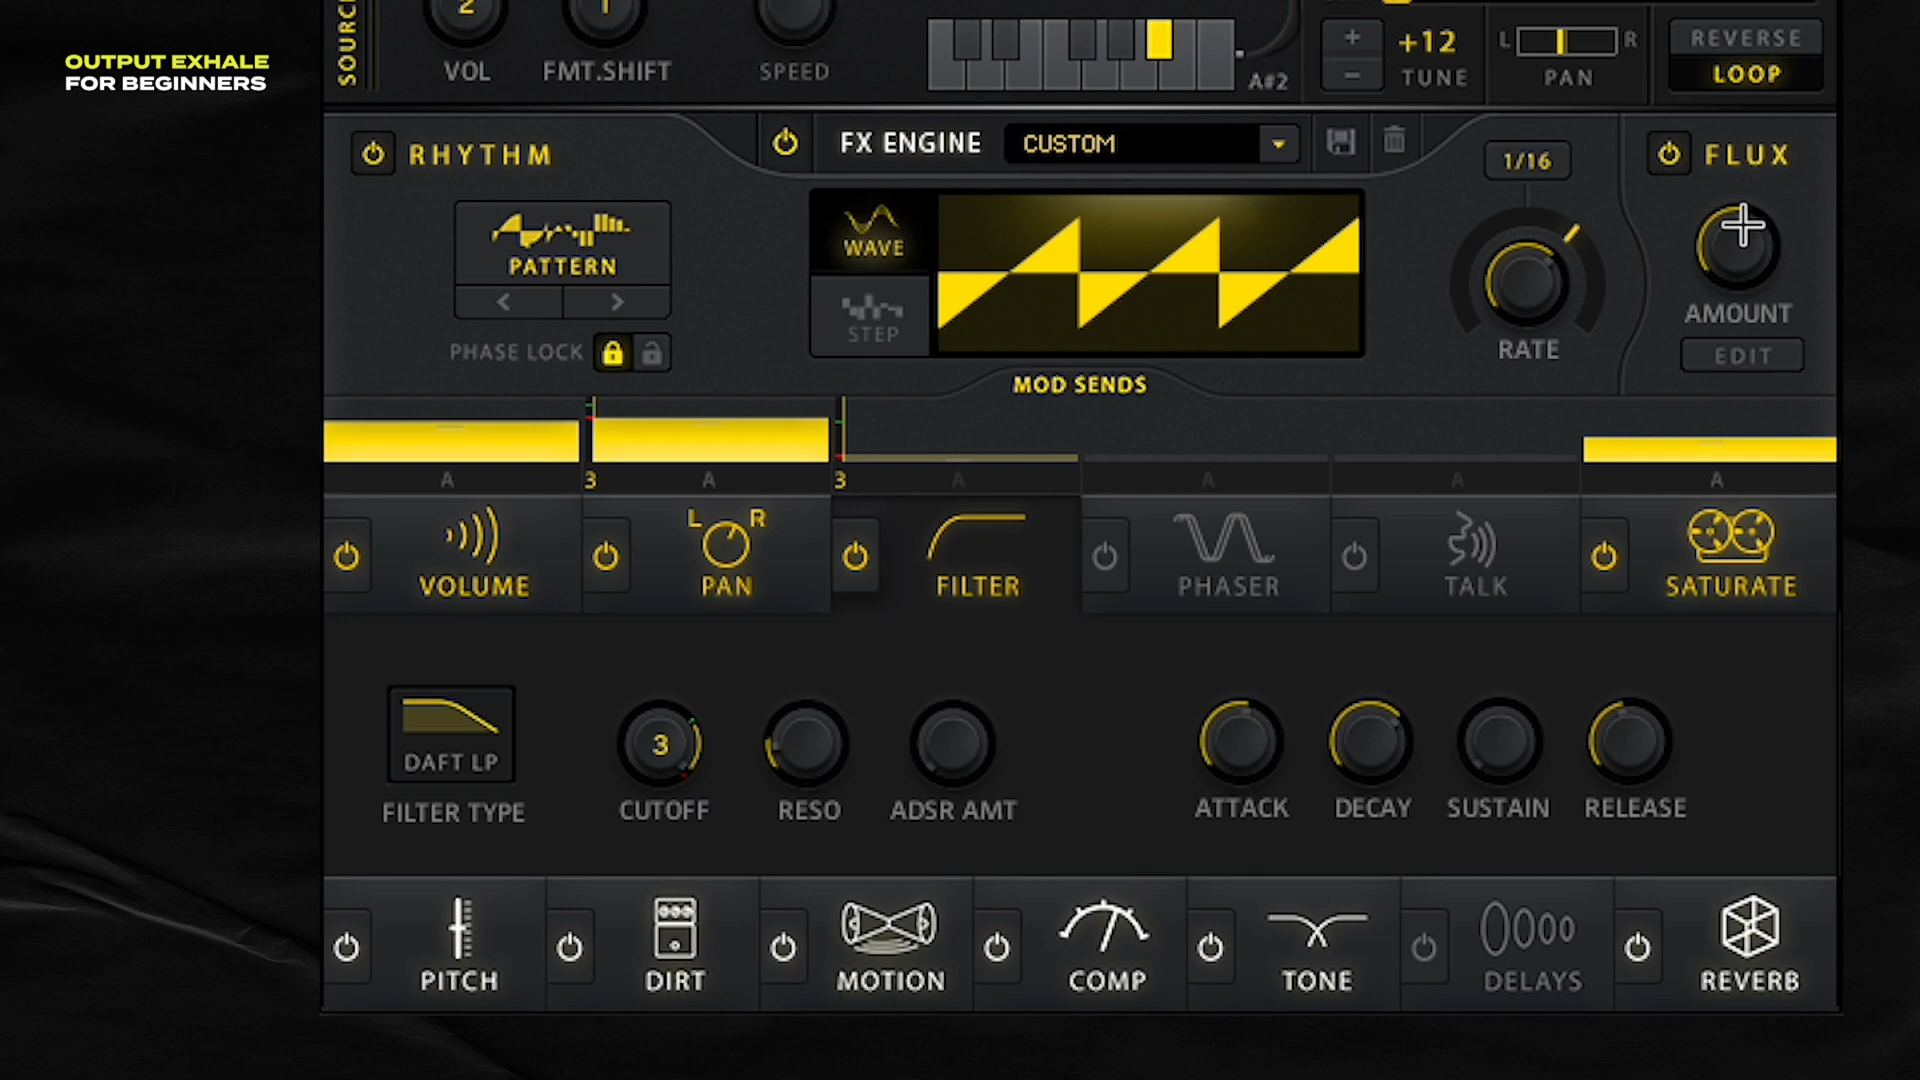 OUTPUT EXHALE
FOR BEGINNERS
SOURCE
2
VOL
1
FMT.SHIFT
SPEED
A#2
+
−
+12
TUNE
L R
PAN
REVERSE
LOOP
RHYTHM
FX ENGINE
CUSTOM
1/16
FLUX
PATTERN
< >
PHASE LOCK
WAVE
STEP
RATE
AMOUNT
EDIT
MOD SENDS
A 3 A 3 A A A A
VOLUME
L R
PAN
FILTER
PHASER
TALK
SATURATE
DAFT LP
FILTER TYPE
3
CUTOFF
RESO
ADSR AMT
ATTACK
DECAY
SUSTAIN
RELEASE
PITCH
DIRT
MOTION
COMP
TONE
DELAYS
REVERB